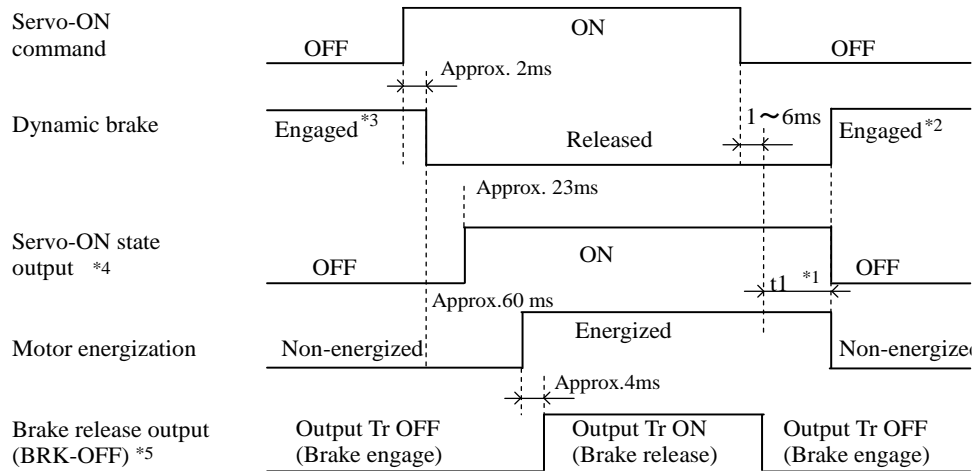 Servo-ON
command
OFF
ON
OFF
Approx. 2ms
Dynamic brake
Engaged*3
Released
1～6ms
Engaged*2
Approx. 23ms
Servo-ON state
output *4
OFF
ON
t1 *1
OFF
Approx.60 ms
Motor energization
Non-energized
Energized
Non-energized
Approx.4ms
Brake release output
(BRK-OFF) *5
Output Tr OFF
(Brake engage)
Output Tr ON
(Brake release)
Output Tr OFF
(Brake engage)